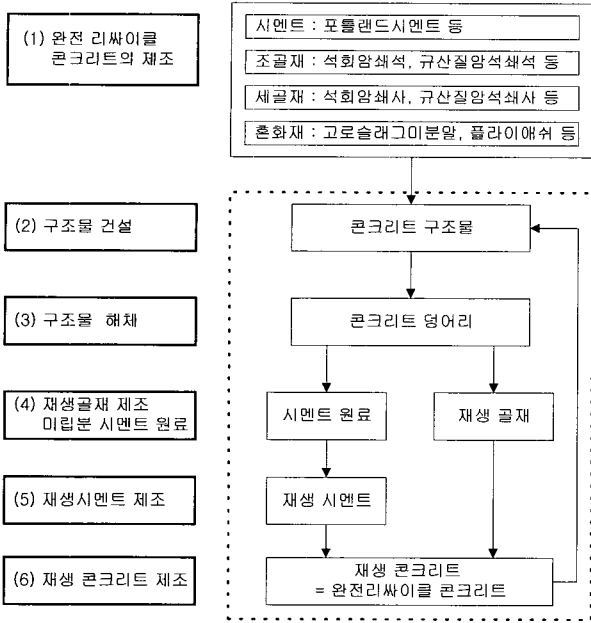 (1) 완전 리싸이클
콘크리트의 제조
시멘트 : 포틀랜드시멘트 등
조골재 : 석회암쇄석, 규산질암석쇄석 등
세골재 : 석회암쇄사, 규산질암석쇄사 등
혼화재 : 고로슬래그미분말, 플라이애쉬 등
(2) 구조물 건설
콘크리트 구조물
(3) 구조물 해체
콘크리트 덩어리
(4) 재생골재 제조
미립분 시멘트 원료
시멘트 원료
재생 골재
(5) 재생시멘트 제조
재생 시멘트
(6) 재생 콘크리트 제조
재생 콘크리트
= 완전리싸이클 콘크리트